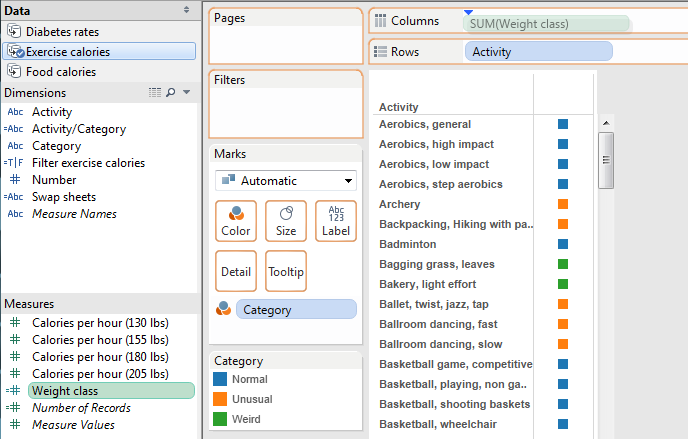 Data
Diabetes rates
Exercise calories
Food calories
Dimensions
Abc Activity
=Abc Activity/Category
Abc Category
=T|F Filter exercise calories
# Number
=Abc Swap sheets
Abc Measure Names
Measures
# Calories per hour (130 lbs)
# Calories per hour (155 lbs)
# Calories per hour (180 lbs)
# Calories per hour (205 lbs)
=# Weight class
=# Number of Records
# Measure Values
Pages
Filters
Marks
Automatic
Abc
123
Color Size Label
Detail Tooltip
Category
Category
Normal
Unusual
Weird
Columns SUM(Weight class)
Rows Activity
Activity
Aerobics, general
Aerobics, high impact
Aerobics, low impact
Aerobics, step aerobics
Archery
Backpacking, Hiking with pa..
Badminton
Bagging grass, leaves
Bakery, light effort
Ballet, twist, jazz, tap
Ballroom dancing, fast
Ballroom dancing, slow
Basketball game, competitive
Basketball, playing, non ga..
Basketball, shooting baskets
Basketball, wheelchair